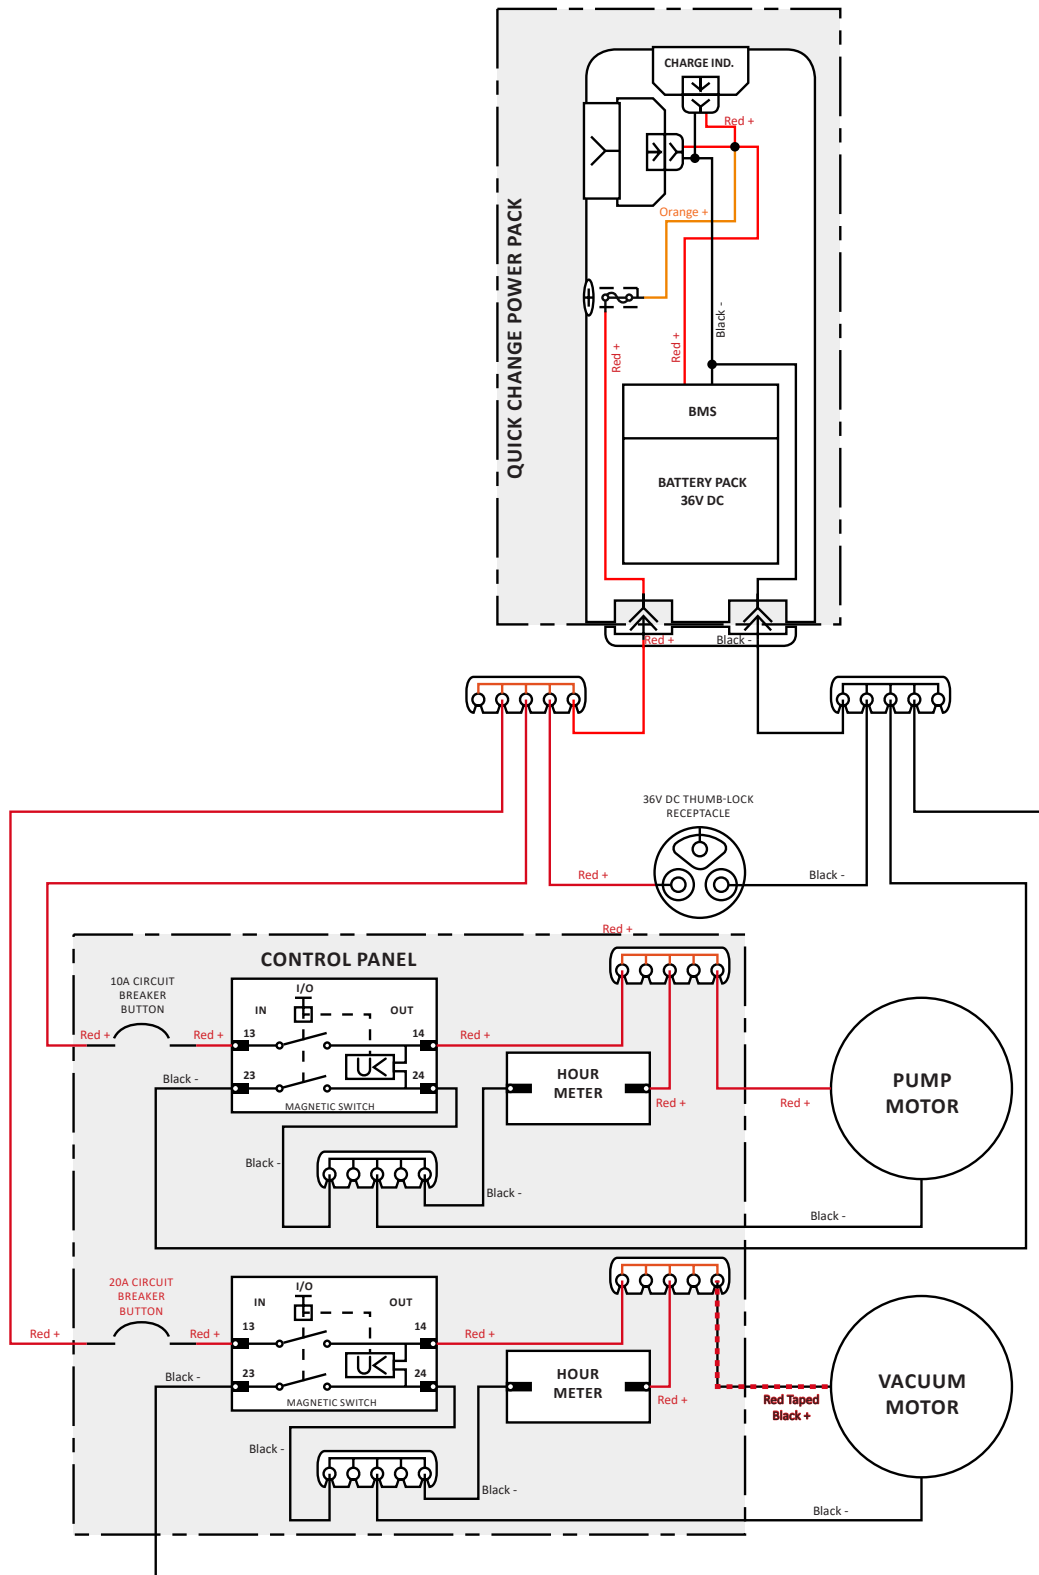 CHARGE IND.
Red +
QUICK CHANGE POWER PACK
Orange +
Black -
Red +
Red +
BMS
BATTERY PACK
36V DC
Red +
Black -
36V DC THUMB-LOCK
RECEPTACLE
Red +
Black -
Red +
CONTROL PANEL
10A CIRCUIT
BREAKER
BUTTON
I/O
IN
OUT
13
14
Red +
Red +
Red +
23
24
Black -
MAGNETIC SWITCH
HOUR
METER
Red +
Red +
PUMP
MOTOR
Black -
Black -
Black -
20A CIRCUIT
BREAKER
BUTTON
I/O
IN
OUT
13
14
Red +
Red +
Red +
23
24
Black -
MAGNETIC SWITCH
HOUR
METER
Red +
Red Taped
Black +
VACUUM
MOTOR
Black -
Black -
Black -